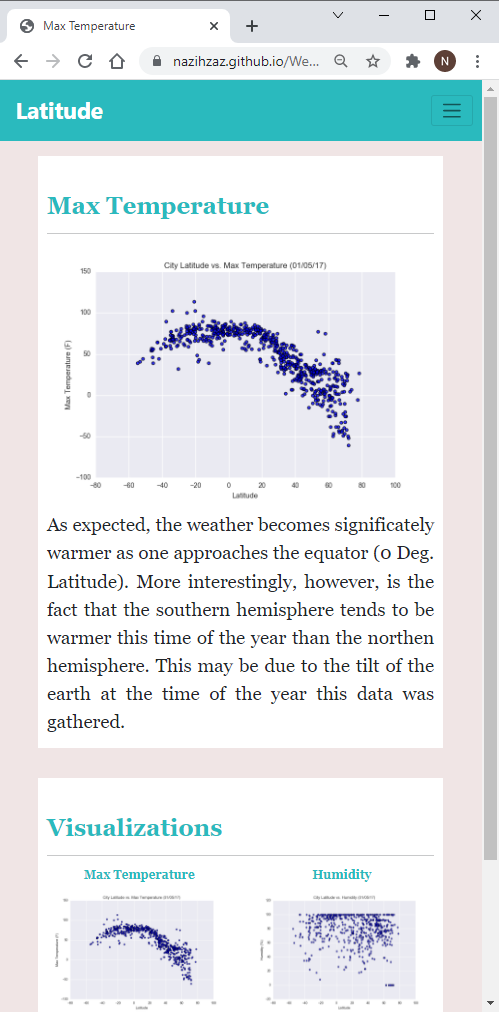 Max Temperature
nazihzaz.github.io/We...
N
Latitude
Max Temperature
City Latitude vs. Max Temperature (01/05/17)
150
100
50
0
−50
−100
Max Temperature (F)
−80 −60 −40 −20 0 20 40 60 80 100
Latitude
As expected, the weather becomes significately
warmer as one approaches the equator (0 Deg.
Latitude). More interestingly, however, is the
fact that the southern hemisphere tends to be
warmer this time of the year than the northen
hemisphere. This may be due to the tilt of the
earth at the time of the year this data was
gathered.
Visualizations
Max Temperature Humidity
City Latitude vs. Max Temperature (01/05/17) City Latitude vs. Humidity (01/05/17)